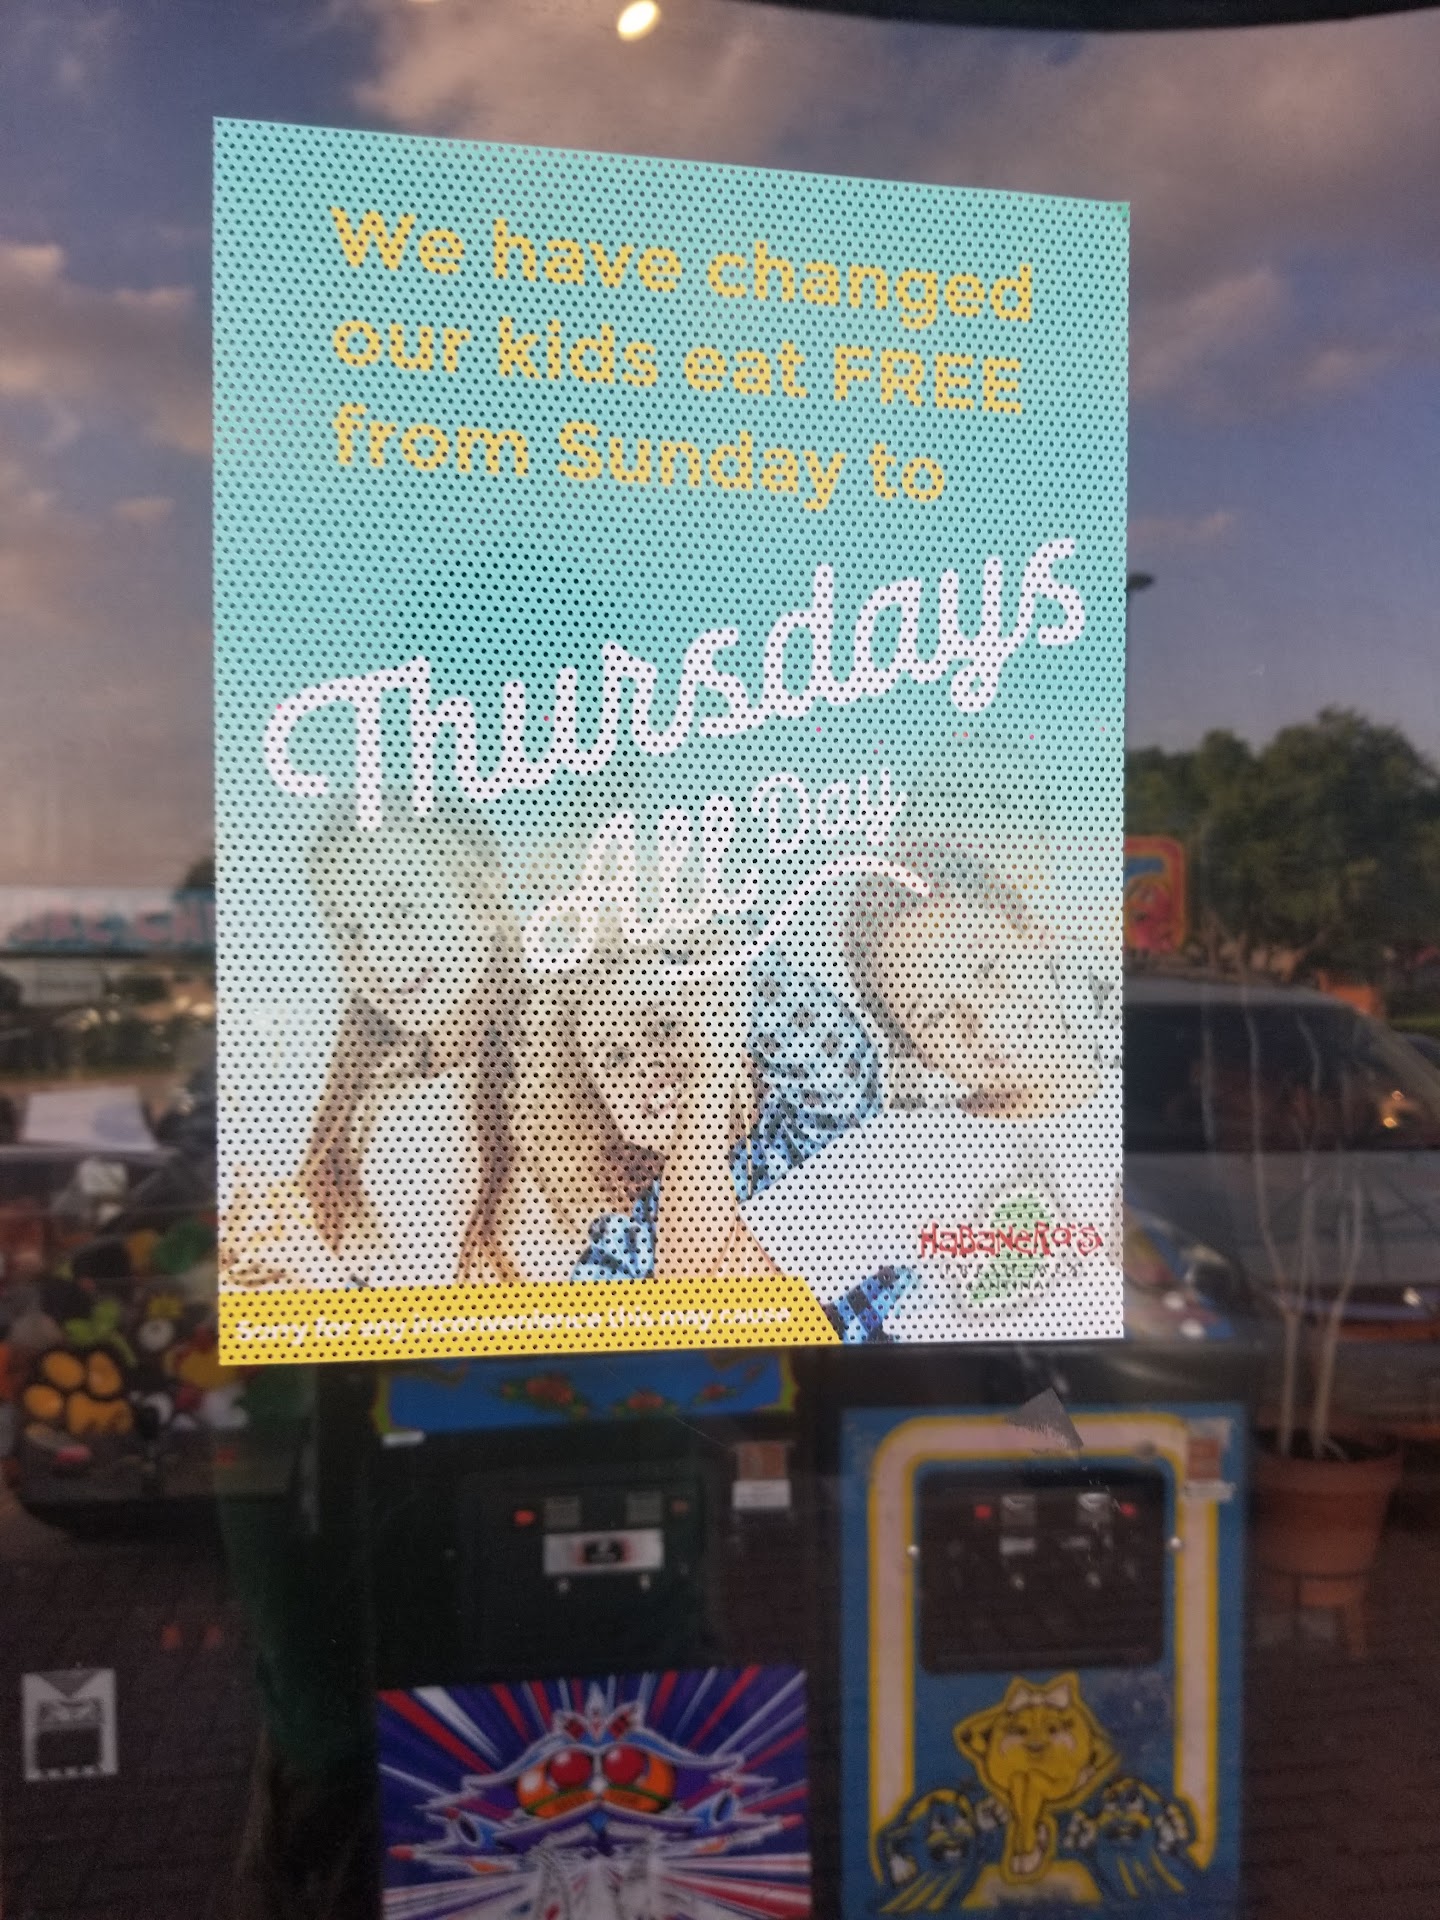 We have changed
our kids eat FREE
from Sunday to
Thursdays
All Day
HABANERO'S
Sorry for any inconvenience this may cause